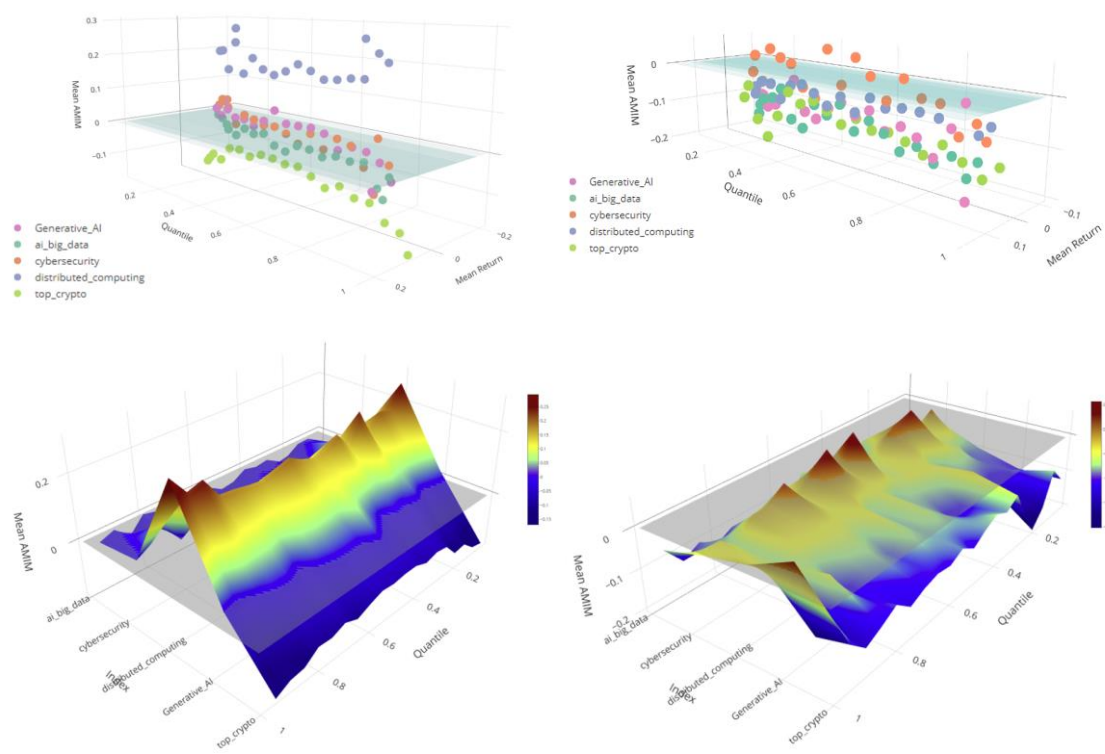 0.3
0.2
0.1
0
−0.1
Mean AMIM
0.2
0.4
0.6
0.8
1
Quantile
−0.2
0
0.2
Mean Return
Generative_AI
ai_big_data
cybersecurity
distributed_computing
top_crypto
0
−0.1
−0.2
Mean AMIM
0.2
0.4
0.6
0.8
1
Quantile
−0.1
0
0.1
Mean Return
Generative_AI
ai_big_data
cybersecurity
distributed_computing
top_crypto
0.2
0
Mean AMIM
ai_big_data
cybersecurity
distributed_computing
Generative_AI
top_crypto
Index
0.2
0.4
0.6
0.8
1
Quantile
0
−0.1
−0.2
Mean AMIM
ai_big_data
cybersecurity
distributed_computing
Generative_AI
top_crypto
Index
0.2
0.4
0.6
0.8
1
Quantile